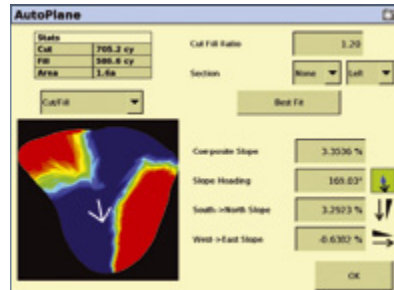 AutoPlane
Stats
Cut 705.2 cy
Fill 586.6 cy
Area 1.6a
Cut Fill Ratio 1.20
Section None Left
Cut/Fill
Best Fit
Composite Slope 3.3536 %
Slope Heading 169.03°
South->North Slope 3.2923 %
West->East Slope -0.6382 %
OK